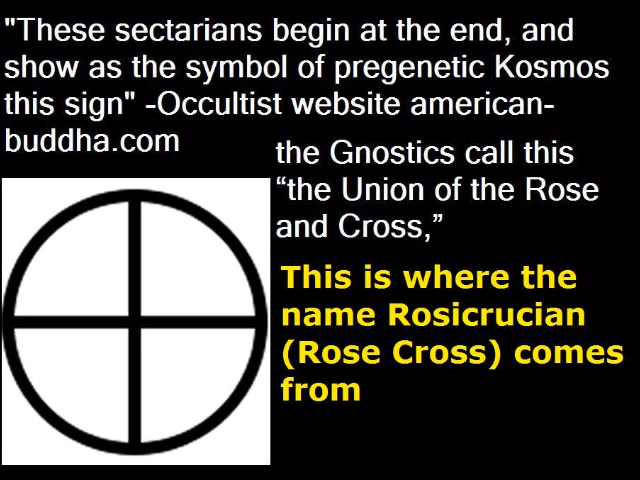 "These sectarians begin at the end, and
show as the symbol of pregenetic Kosmos
this sign" -Occultist website american-
buddha.com
the Gnostics call this
“the Union of the Rose
and Cross,”
This is where the
name Rosicrucian
(Rose Cross) comes
from